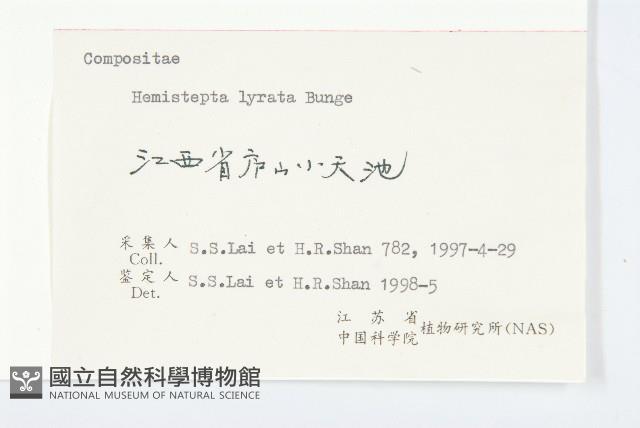 Compositae
Hemistepta lyrata Bunge
江西省庐山小天池
采集人 S.S.Lai et H.R.Shan 782, 1997-4-29
Coll.
鉴定人 S.S.Lai et H.R.Shan 1998-5
Det.
江苏省
中国科学院 植物研究所(NAS)
國立自然科學博物館
NATIONAL MUSEUM OF NATURAL SCIENCE